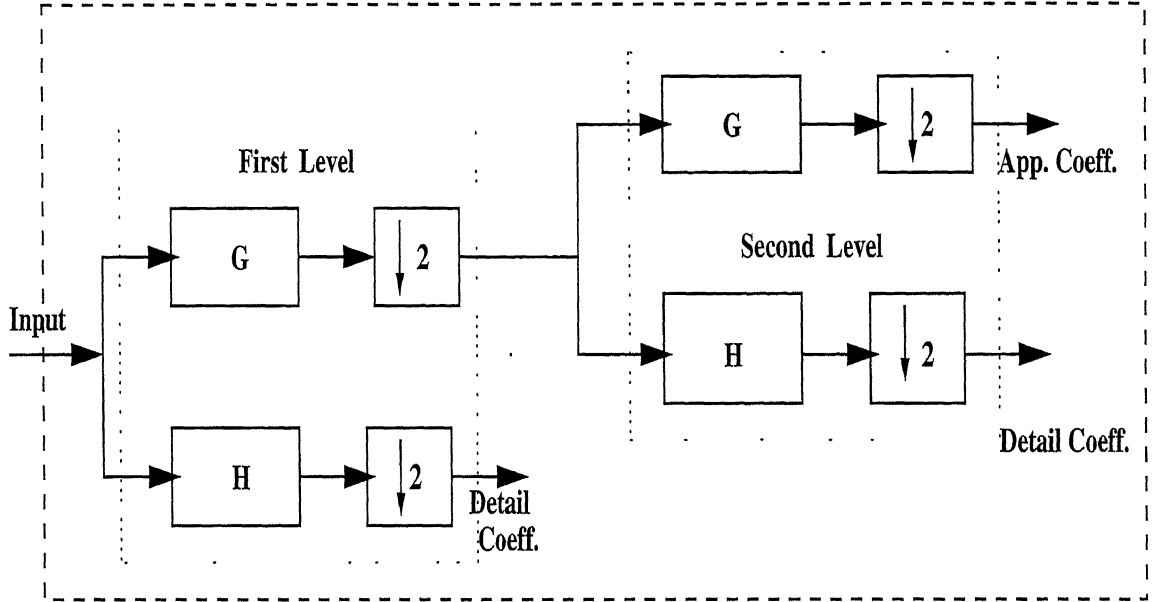 First Level
G
2
Input
H
2
Detail
Coeff.
G
2
App. Coeff.
Second Level
H
2
Detail Coeff.